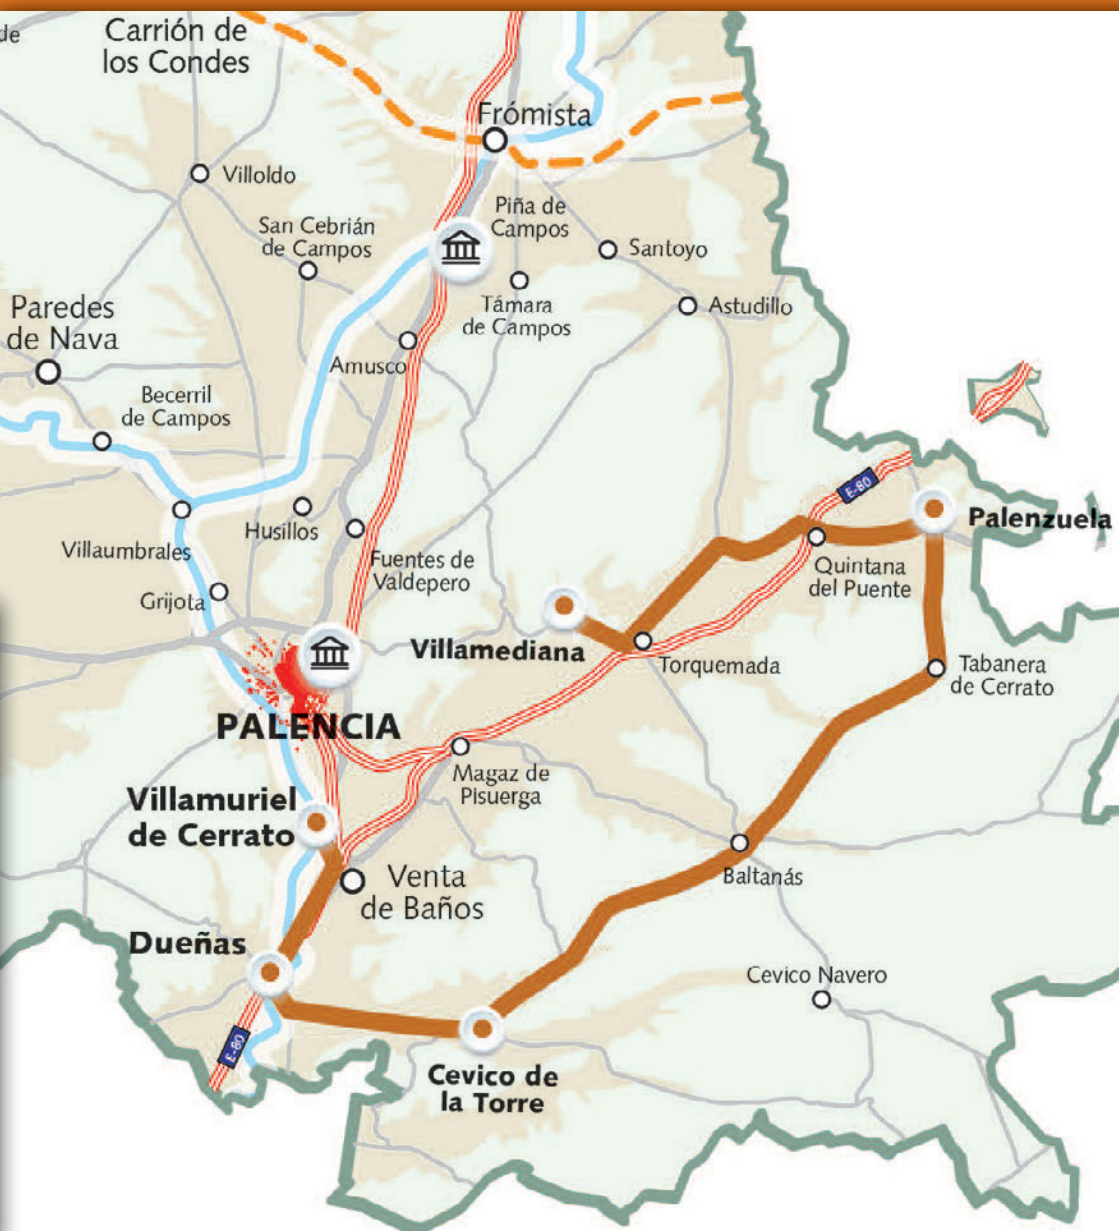 de
Carrión de
los Condes
Frómista
Villoldo
San Cebrián
de Campos
Piña de
Campos
Santoyo
Paredes
de Nava
Támara
de Campos
Astudillo
Amusco
Becerril
de Campos
E-80
Palenzuela
Villaumbrales
Husillos
Fuentes de
Valdepero
Quintana
del Puente
Grijota
Villamediana
Torquemada
Tabanera
de Cerrato
PALENCIA
Magaz de
Pisuerga
Villamuriel
de Cerrato
Venta
de Baños
Baltanás
Dueñas
Cevico Navero
E-80
Cevico de
la Torre